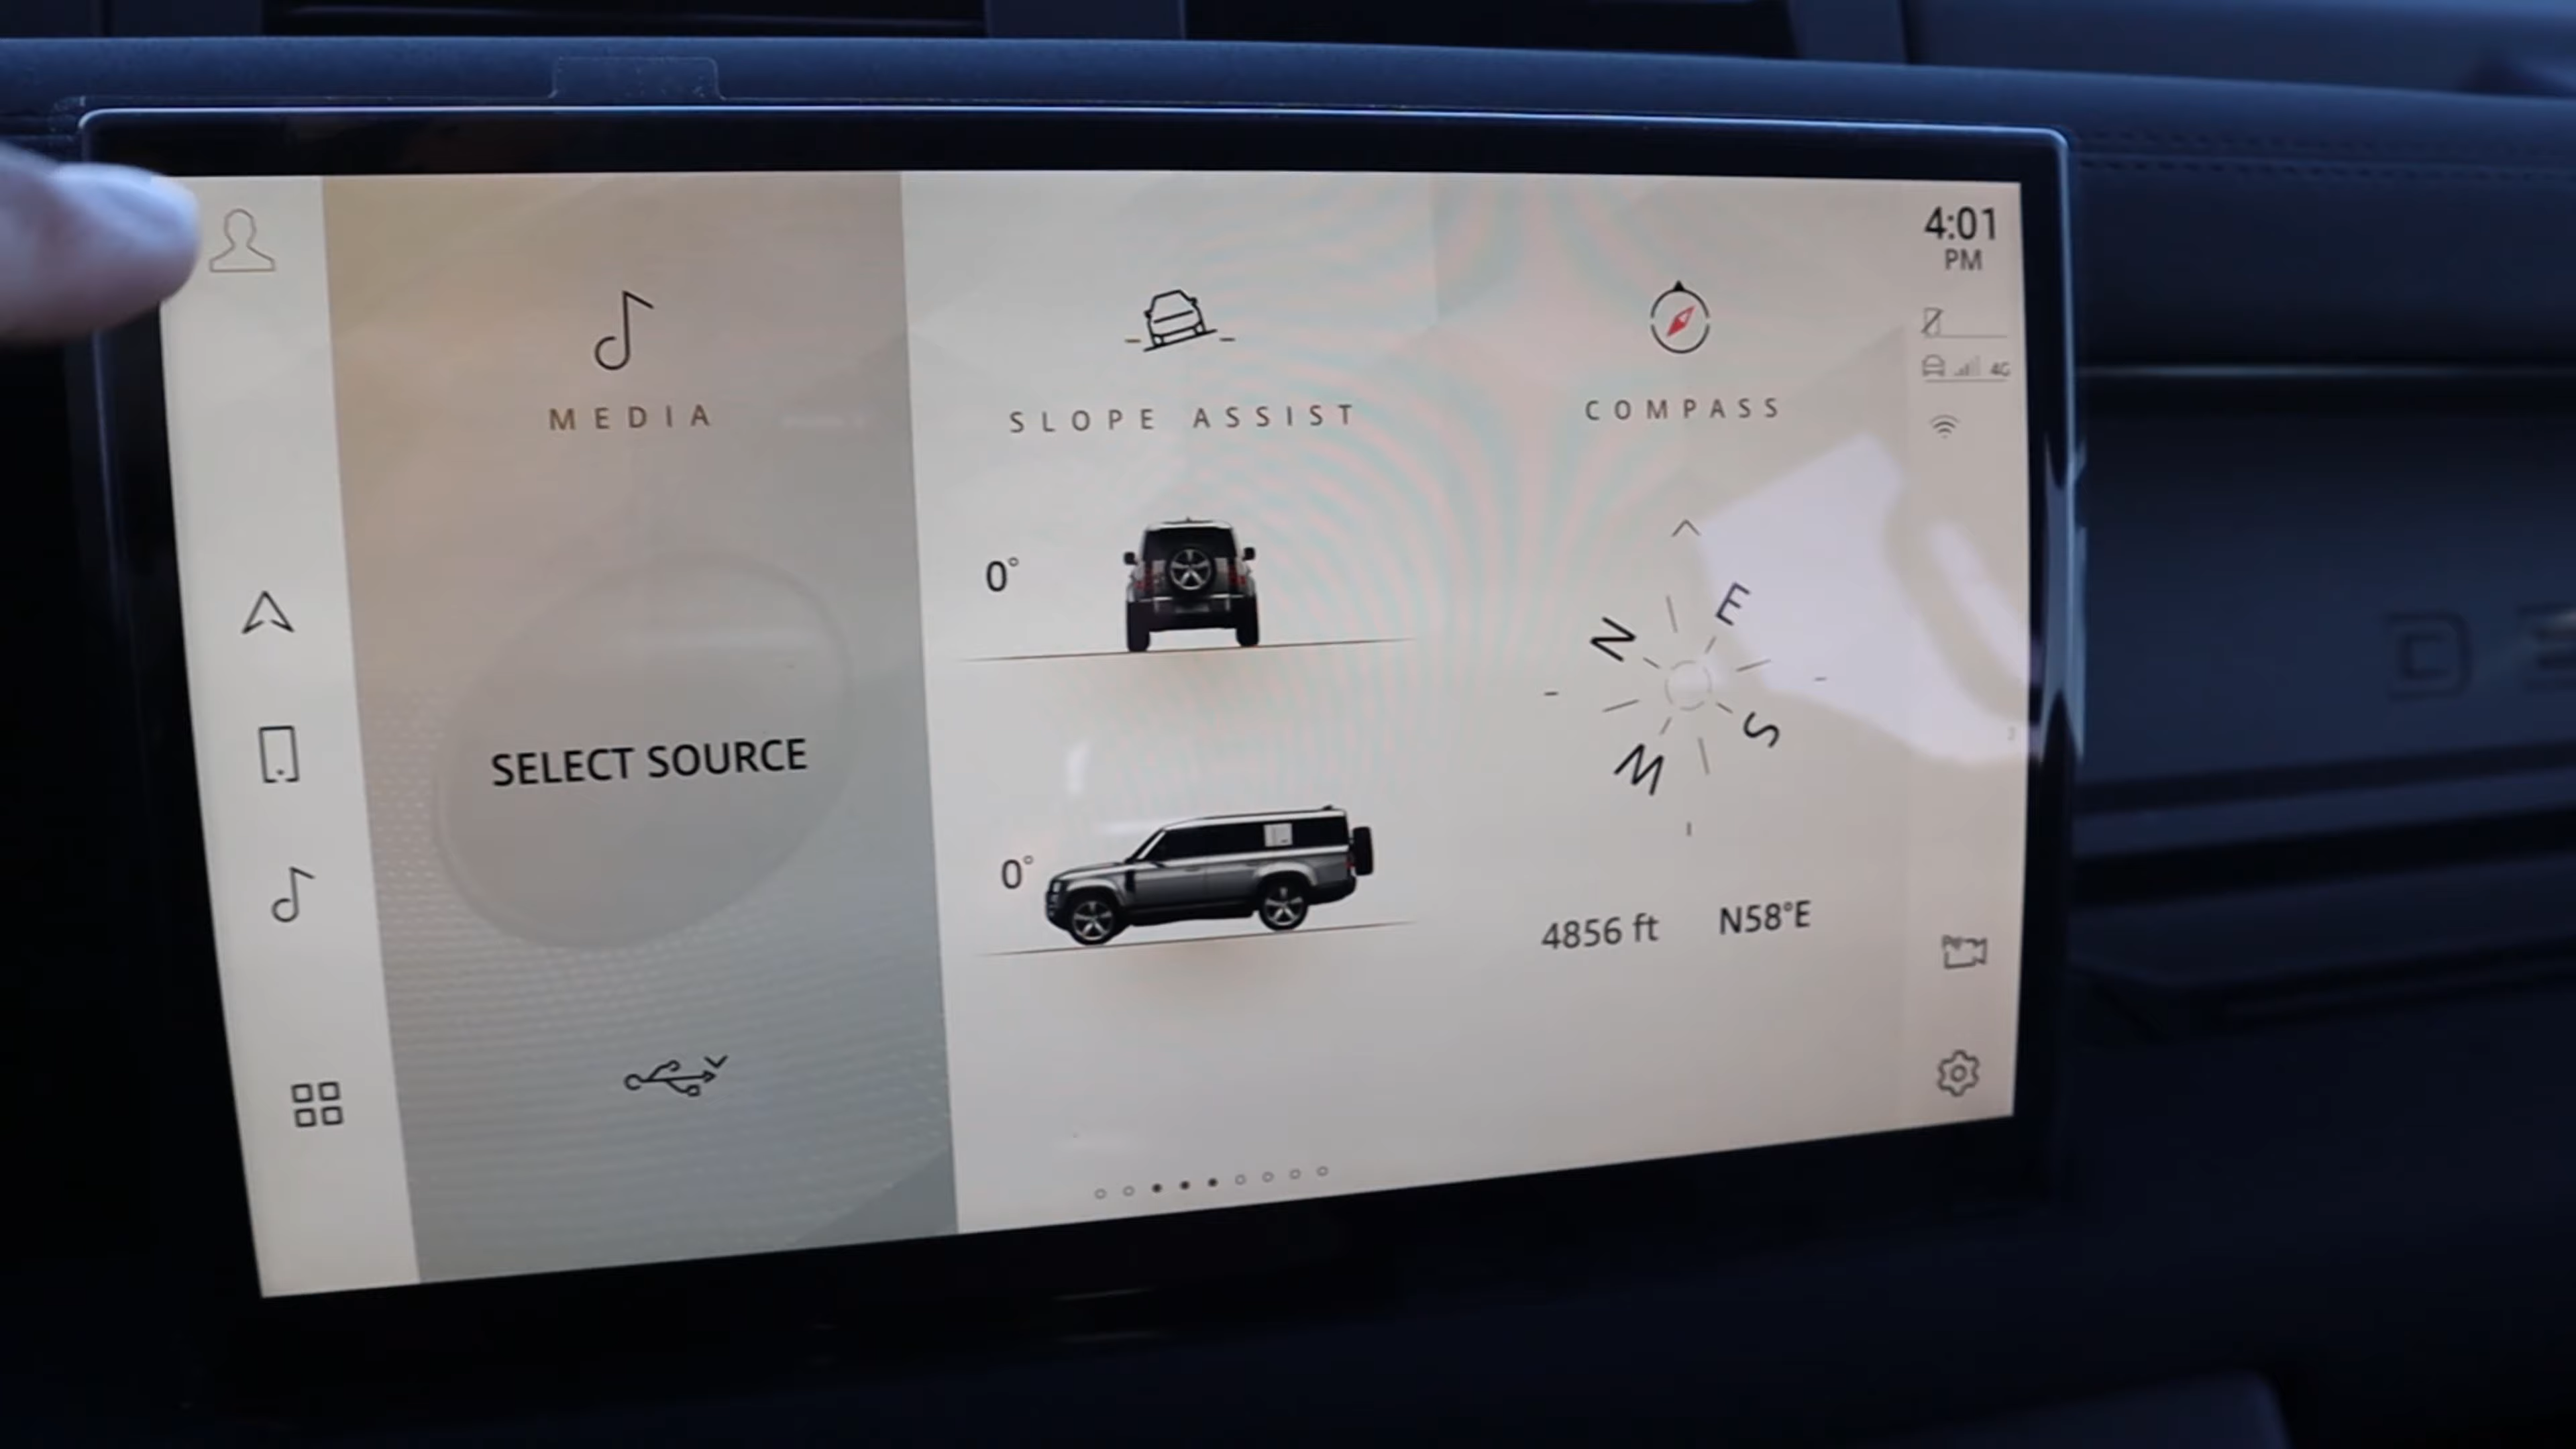 4:01
PM
4G
MEDIA
SLOPE ASSIST
COMPASS
0°
N
E
S
W
SELECT SOURCE
0°
4856 ft
N58°E